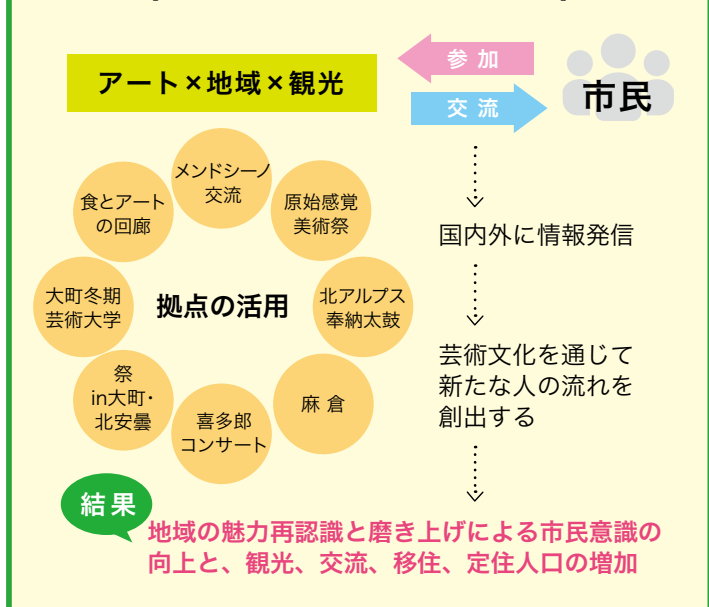 アート×地域×観光
参加
交流
市民
メンドシーノ
交流
原始感覚
美術祭
北アルプス
奉納太鼓
麻倉
喜多郎
コンサート
祭
in大町・
北安曇
大町冬期
芸術大学
食とアート
の回廊
拠点の活用
国内外に情報発信
芸術文化を通じて
新たな人の流れを
創出する
結果
地域の魅力再認識と磨き上げによる市民意識の
向上と、観光、交流、移住、定住人口の増加